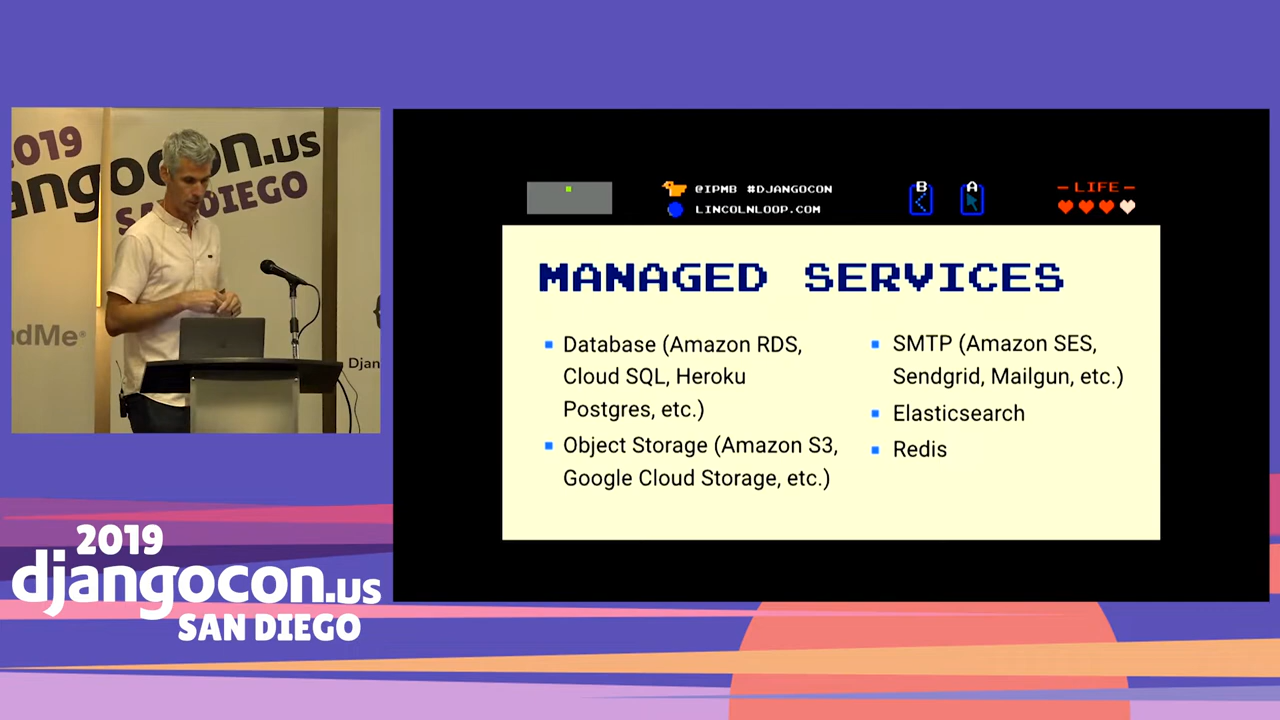 2019
djangocon.us
SAN DIEGO
ndMe®
Djan
@IPMB #DJANGOCON
LINCOLNLOOP.COM
B
A
- LIFE -
MANAGED SERVICES
Database (Amazon RDS,
Cloud SQL, Heroku
Postgres, etc.)
Object Storage (Amazon S3,
Google Cloud Storage, etc.)
SMTP (Amazon SES,
Sendgrid, Mailgun, etc.)
Elasticsearch
Redis
2019
djangocon.us
SAN DIEGO